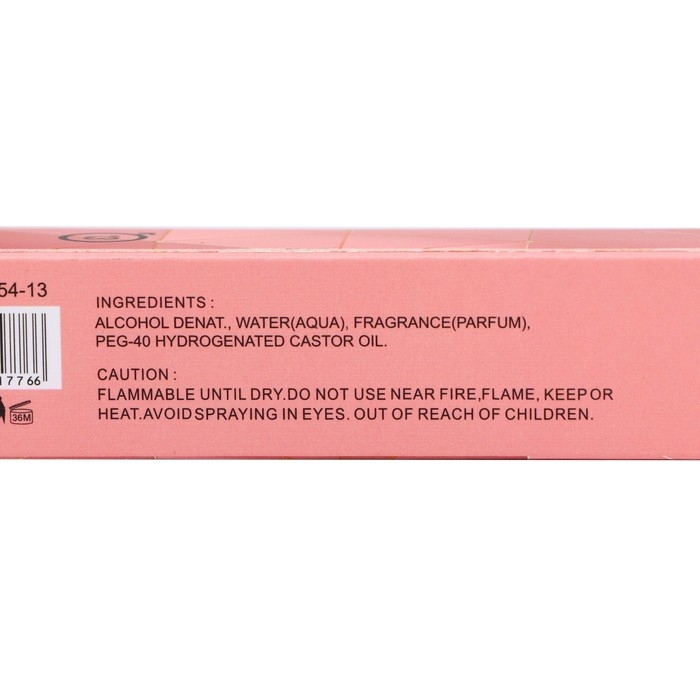 54-13
INGREDIENTS :
ALCOHOL DENAT., WATER(AQUA), FRAGRANCE(PARFUM),
PEG-40 HYDROGENATED CASTOR OIL.
CAUTION :
FLAMMABLE UNTIL DRY.DO NOT USE NEAR FIRE,FLAME, KEEP OR
HEAT.AVOID SPRAYING IN EYES. OUT OF REACH OF CHILDREN.
7766
36M